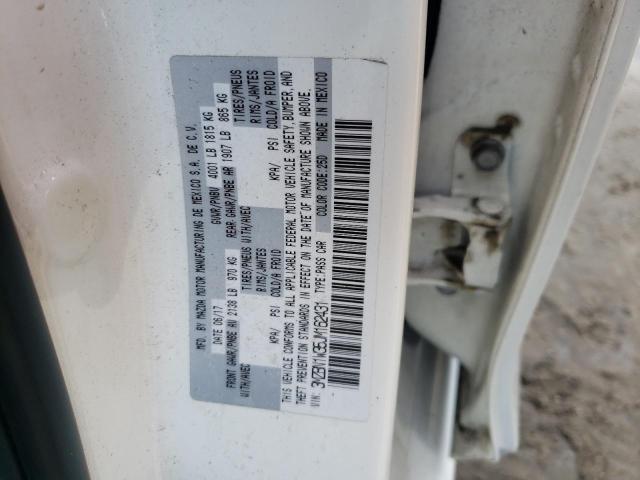 MFD. BY MAZDA MOTOR MANUFACTURING DE MEXICO S.A. DE C.V.
DATE 06/17 GVWR/PNBV 4001 LB 1815 KG
FRONT GAWR/PNBE AV 2138 LB 970 KG REAR GAWR/PNBE AR 1907 LB 865 KG
WITH/AVEC TIRES/PNEUS WITH/AVEC TIRES/PNEUS
RIMS/JANTES RIMS/JANTES
KPA/ PSI COLD/A FROID KPA/ PSI COLD/A FROID
THIS VEHICLE CONFORMS TO ALL APPLICABLE FEDERAL MOTOR VEHICLE SAFETY, BUMPER, AND
THEFT PREVENTION STANDARDS IN EFFECT ON THE DATE OF MANUFACTURE SHOWN ABOVE.
VIN: TYPE:PASS CAR COLOR CODE: MADE IN MEXICO